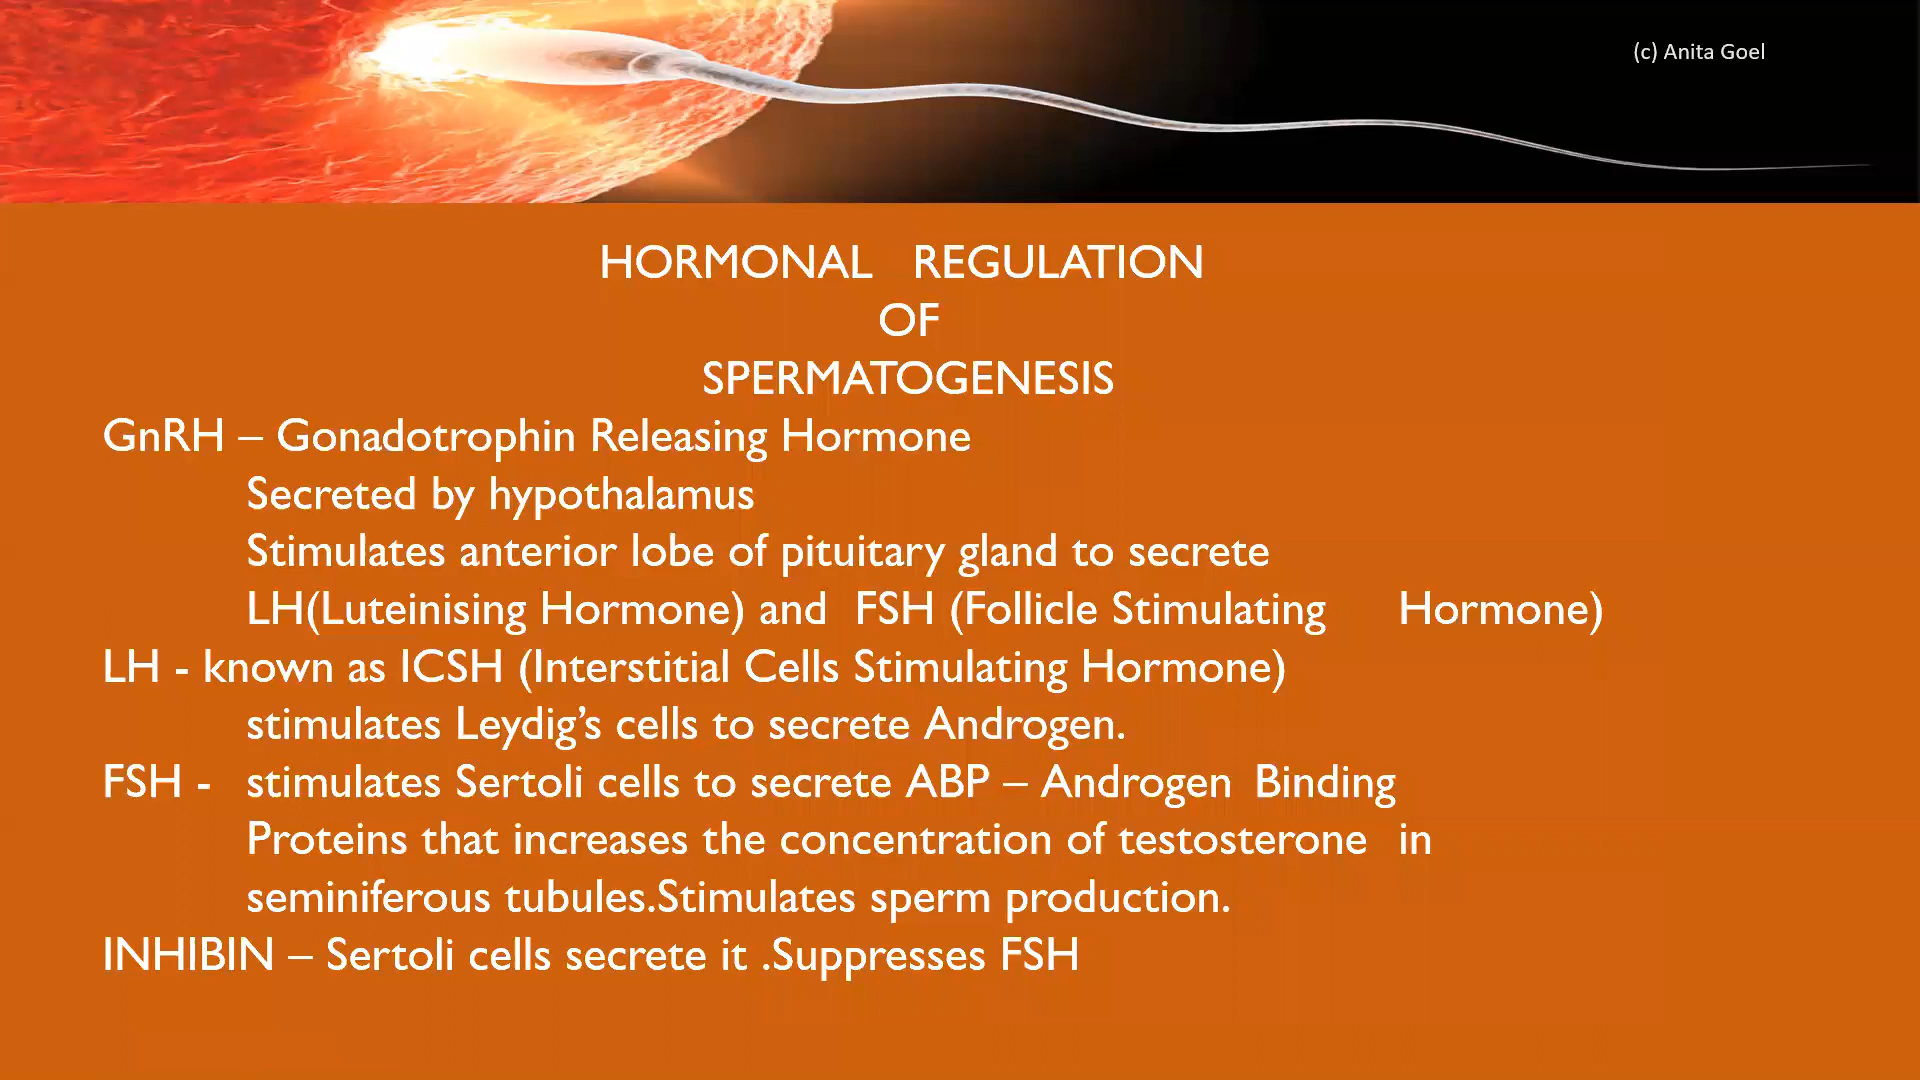 (c) Anita Goel
HORMONAL REGULATION
OF
SPERMATOGENESIS
GnRH – Gonadotrophin Releasing Hormone
Secreted by hypothalamus
Stimulates anterior lobe of pituitary gland to secrete
LH(Luteinising Hormone) and FSH (Follicle Stimulating Hormone)
LH - known as ICSH (Interstitial Cells Stimulating Hormone)
stimulates Leydig’s cells to secrete Androgen.
FSH - stimulates Sertoli cells to secrete ABP – Androgen Binding
Proteins that increases the concentration of testosterone in
seminiferous tubules.Stimulates sperm production.
INHIBIN – Sertoli cells secrete it .Suppresses FSH